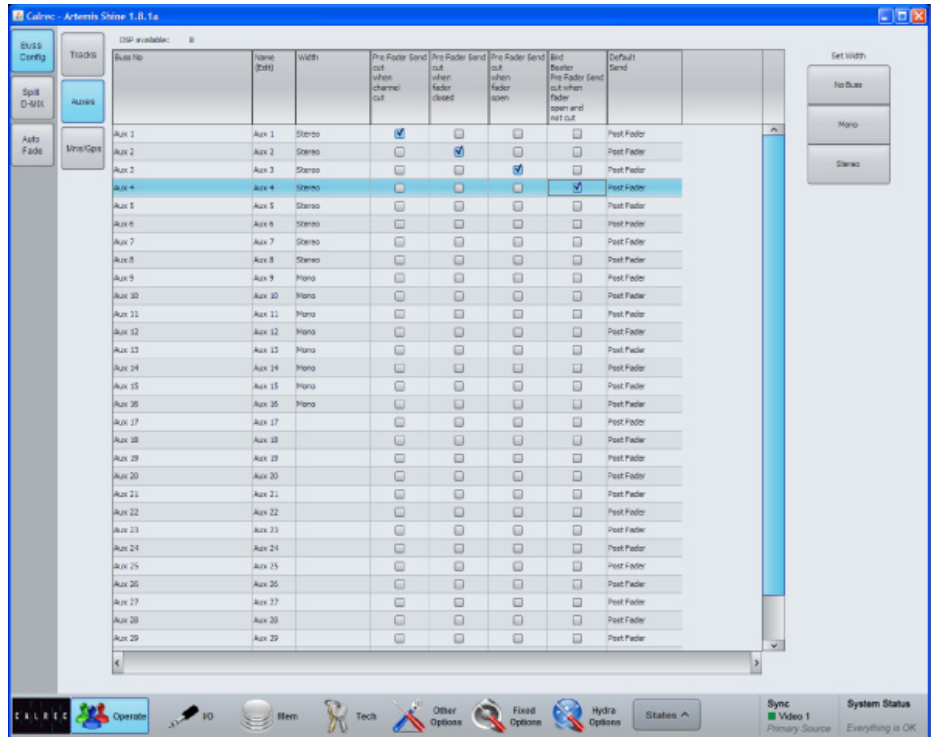 Calrec - Artemis Shine 1.8.1a
Buss Config
Spill D-MIX
Auto Fade
Tracks
Auxes
Mns/Gps
DSP available: 8
Buss No Name (Edit) Width Pre Fader Send cut when channel cut Pre Fader Send cut when fader closed Pre Fader Send cut when fader open Bird Beater Pre Fader Send cut when fader open and not cut Default Send
Aux 1 Aux 1 Stereo Post Fader
Aux 2 Aux 2 Stereo Post Fader
Aux 3 Aux 3 Stereo Post Fader
Aux 4 Aux 4 Stereo Post Fader
Aux 5 Aux 5 Stereo Post Fader
Aux 6 Aux 6 Stereo Post Fader
Aux 7 Aux 7 Stereo Post Fader
Aux 8 Aux 8 Stereo Post Fader
Aux 9 Aux 9 Mono Post Fader
Aux 10 Aux 10 Mono Post Fader
Aux 11 Aux 11 Mono Post Fader
Aux 12 Aux 12 Mono Post Fader
Aux 13 Aux 13 Mono Post Fader
Aux 14 Aux 14 Mono Post Fader
Aux 15 Aux 15 Mono Post Fader
Aux 16 Aux 16 Mono Post Fader
Aux 17 Aux 17 Post Fader
Aux 18 Aux 18 Post Fader
Aux 19 Aux 19 Post Fader
Aux 20 Aux 20 Post Fader
Aux 21 Aux 21 Post Fader
Aux 22 Aux 22 Post Fader
Aux 23 Aux 23 Post Fader
Aux 24 Aux 24 Post Fader
Aux 25 Aux 25 Post Fader
Aux 26 Aux 26 Post Fader
Aux 27 Aux 27 Post Fader
Aux 28 Aux 28 Post Fader
Aux 29 Aux 29 Post Fader
Set Width
No Buss
Mono
Stereo
CALREC Operate I/O Mem Tech Other Options Fixed Options Hydra Options States
Sync
Video 1
Primary Source
System Status
Everything is OK